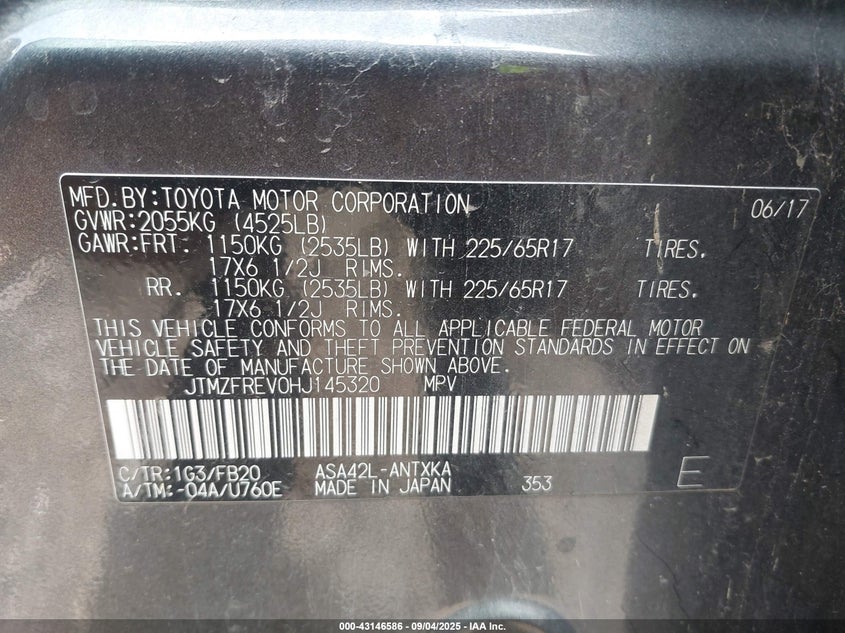 MFD.BY:TOYOTA MOTOR CORPORATION 06/17
GVWR:2055KG (4525LB)
GAWR:FRT. 1150KG (2535LB) WITH 225/65R17 TIRES.
17X6 1/2J RIMS.
RR. 1150KG (2535LB) WITH 225/65R17 TIRES.
17X6 1/2J RIMS.
THIS VEHICLE CONFORMS TO ALL APPLICABLE FEDERAL MOTOR
VEHICLE SAFETY AND THEFT PREVENTION STANDARDS IN EFFECT ON
THE DATE OF MANUFACTURE SHOWN ABOVE.
JTMZFREV0HJ145320 MPV
C/TR:1G3/FB20 ASA42L-ANTXKA
A/TM:-04A/U760E MADE IN JAPAN 353 E
000-43146586 - 09/04/2025 - IAA Inc.